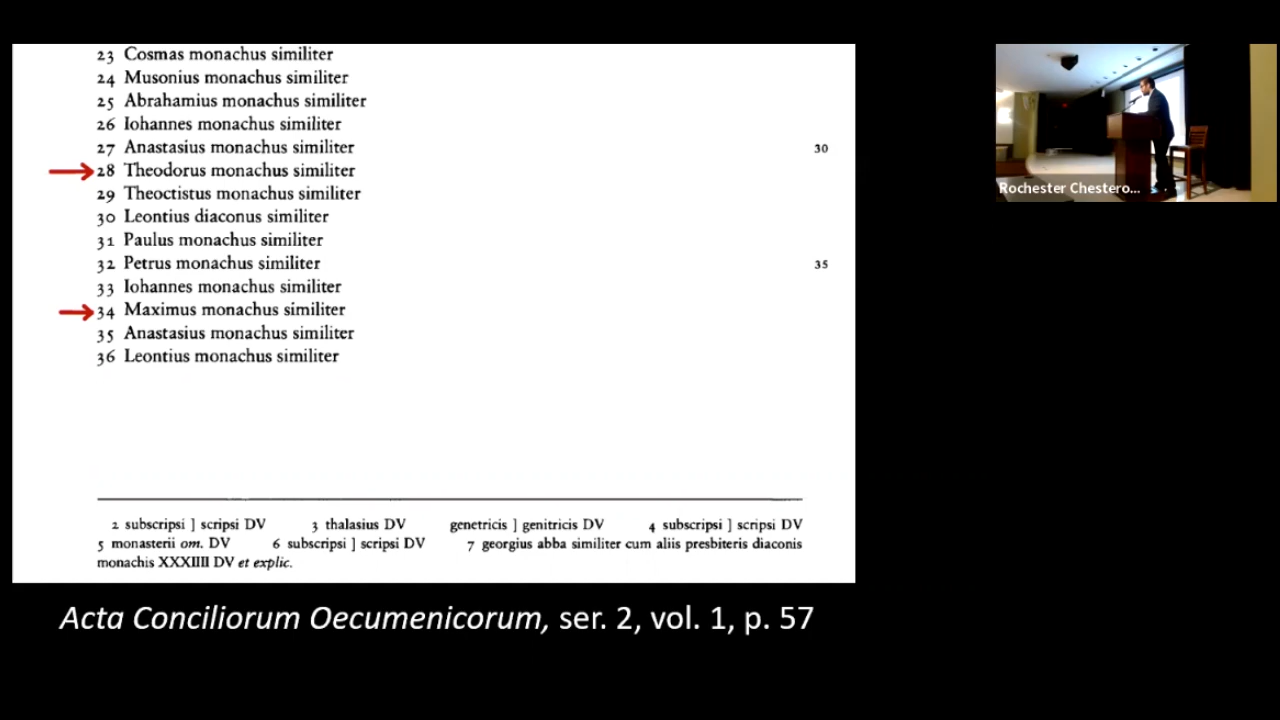 23 Cosmas monachus similiter
24 Musonius monachus similiter
25 Abrahamius monachus similiter
26 Iohannes monachus similiter
27 Anastasius monachus similiter 30
28 Theodorus monachus similiter
29 Theoctistus monachus similiter
30 Leontius diaconus similiter
31 Paulus monachus similiter
32 Petrus monachus similiter 35
33 Iohannes monachus similiter
34 Maximus monachus similiter
35 Anastasius monachus similiter
36 Leontius monachus similiter
2 subscripsi ] scripsi DV 3 thalasius DV genetricis ] genitricis DV 4 subscripsi ] scripsi DV
5 monasterii om. DV 6 subscripsi ] scripsi DV 7 georgius abba similiter cum aliis presbiteris diaconis
monachis XXXIIII DV et explic.
Acta Conciliorum Oecumenicorum, ser. 2, vol. 1, p. 57
Rochester Chestero...